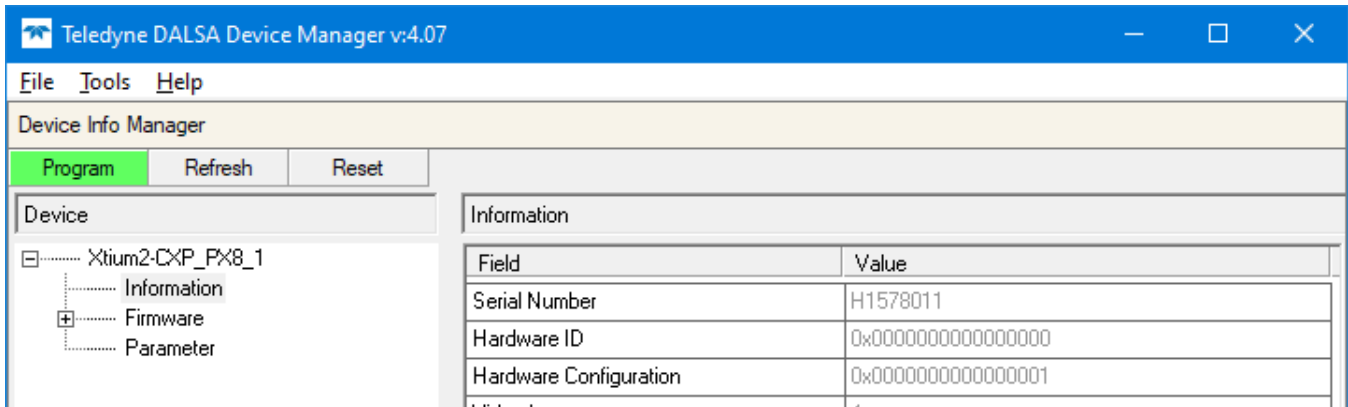 Teledyne DALSA Device Manager v:4.07
File Tools Help
Device Info Manager
Program Refresh Reset
Device Information
Xtium2-CXP_PX8_1 Field Value
Information Serial Number H1578011
Firmware Hardware ID 0x0000000000000000
Parameter Hardware Configuration 0x0000000000000001